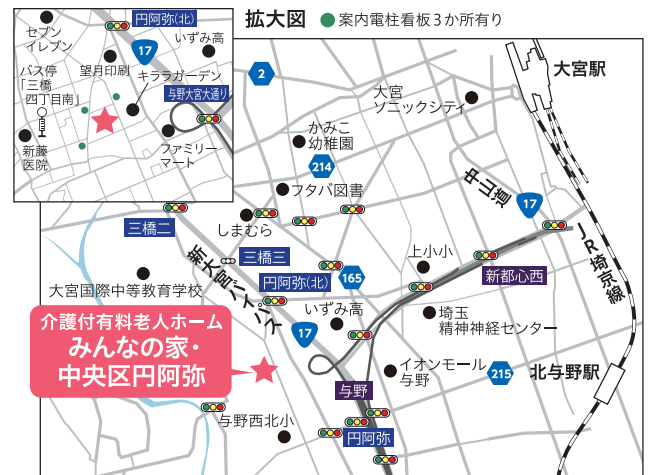 拡大図
案内電柱看板３か所有り
セブン
イレブン
円阿弥(北)
17
いずみ高
望月印刷
バス停
「三橋
四丁目南」
キラリガーデン
与野大宮大通り
新藤
医院
ファミリー
マート
2
大宮
ソニックシティ
大宮駅
かみこ
幼稚園
214
フタバ図書
中山道
17
しまむら
三橋二
三橋三
新大宮バイパス
円阿弥(北)
165
上小小
新都心西
JR埼京線
大宮国際中等教育学校
いずみ高
埼玉
精神神経センター
17
介護付有料老人ホーム
みんなの家・
中央区円阿弥
イオンモール
与野
215
北与野駅
与野
与野西北小
円阿弥